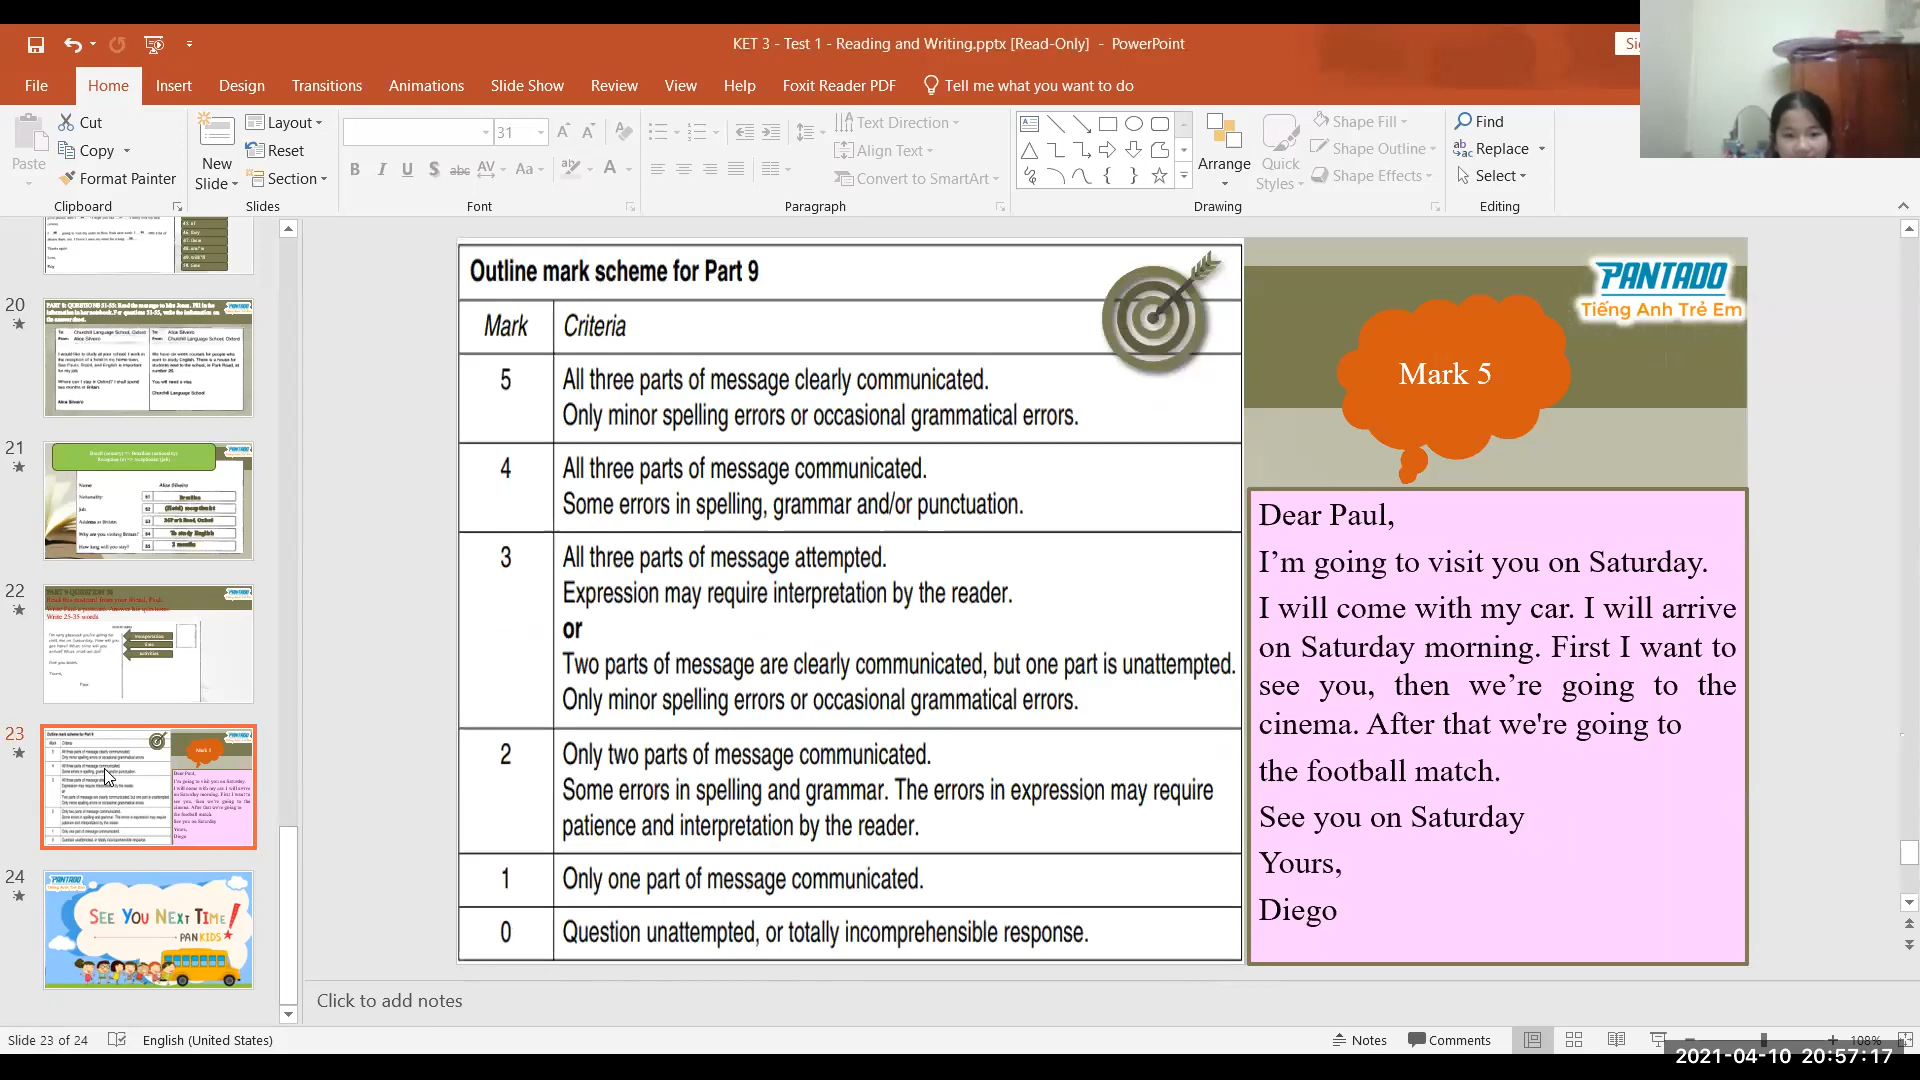 KET 3 - Test 1 - Reading and Writing.pptx [Read-Only] - PowerPoint
File Home Insert Design Transitions Animations Slide Show Review View Help Foxit Reader PDF Tell me what you want to do
Paste
Cut
Copy
Format Painter
Clipboard
New Slide
Layout
Reset
Section
Slides
31
Font
Text Direction
Align Text
Convert to SmartArt
Paragraph
Arrange
Quick Styles
Shape Fill
Shape Outline
Shape Effects
Drawing
Find
Replace
Select
Editing
20
21
22
23
24
SEE YOU NEXT TIME!
PANKIDS
Outline mark scheme for Part 9
Mark Criteria
5 All three parts of message clearly communicated.
Only minor spelling errors or occasional grammatical errors.
4 All three parts of message communicated.
Some errors in spelling, grammar and/or punctuation.
3 All three parts of message attempted.
Expression may require interpretation by the reader.
or
Two parts of message are clearly communicated, but one part is unattempted.
Only minor spelling errors or occasional grammatical errors.
2 Only two parts of message communicated.
Some errors in spelling and grammar. The errors in expression may require
patience and interpretation by the reader.
1 Only one part of message communicated.
0 Question unattempted, or totally incomprehensible response.
PANTADO
Tiếng Anh Trẻ Em
Mark 5
Dear Paul,
I’m going to visit you on Saturday.
I will come with my car. I will arrive
on Saturday morning. First I want to
see you, then we’re going to the
cinema. After that we're going to
the football match.
See you on Saturday
Yours,
Diego
Click to add notes
Slide 23 of 24 English (United States) Notes Comments 108%
2021-04-10 20:57:17